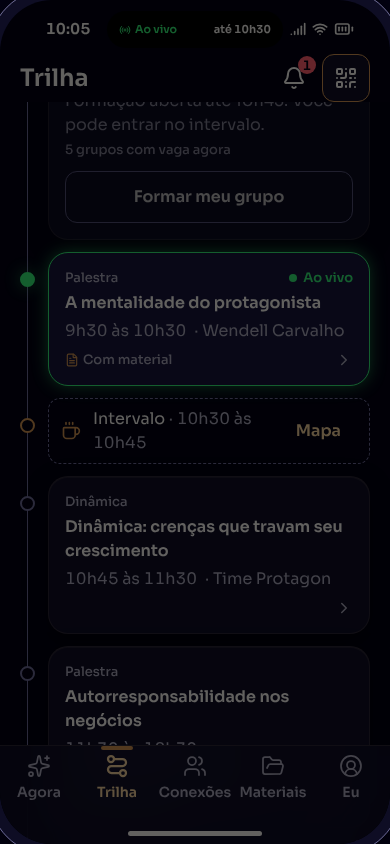 10:05
Ao vivo
até 10h30
Trilha
1
Formação aberta até 10h45. Você
pode entrar no intervalo.
5 grupos com vaga agora
Formar meu grupo
Palestra
Ao vivo
A mentalidade do protagonista
9h30 às 10h30 · Wendell Carvalho
Com material
Intervalo · 10h30 às
10h45
Mapa
Dinâmica
Dinâmica: crenças que travam seu
crescimento
10h45 às 11h30 · Time Protagon
Palestra
Autorresponsabilidade nos
negócios
Agora
Trilha
Conexões
Materiais
Eu